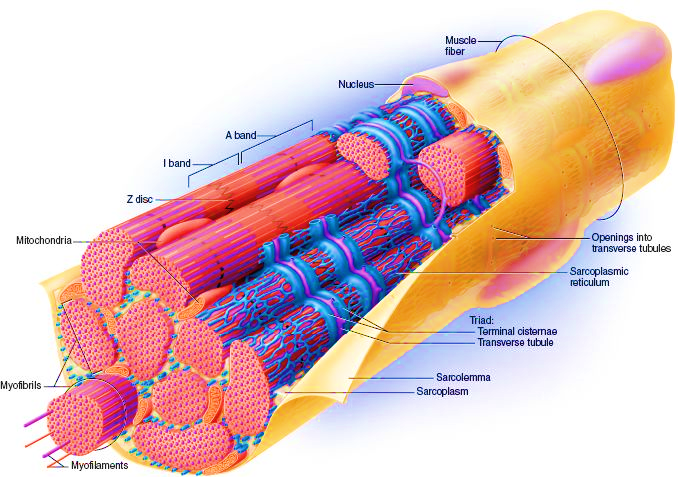 Muscle
fiber
Nucleus
A band
I band
Z disc
Mitochondria
Openings into
transverse tubules
Sarcoplasmic
reticulum
Triad:
Terminal cisternae
Transverse tubule
Sarcolemma
Sarcoplasm
Myofibrils
Myofilaments